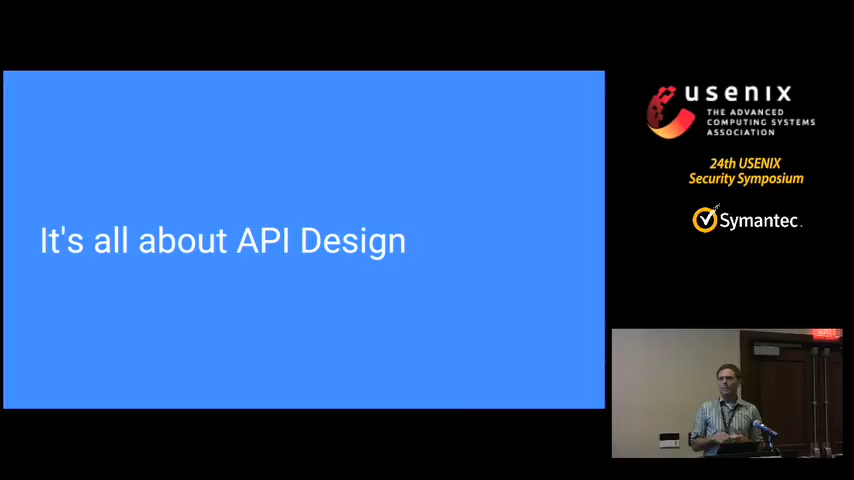 It's all about API Design
usenix
THE ADVANCED
COMPUTING SYSTEMS
ASSOCIATION
24th USENIX
Security Symposium
Symantec.